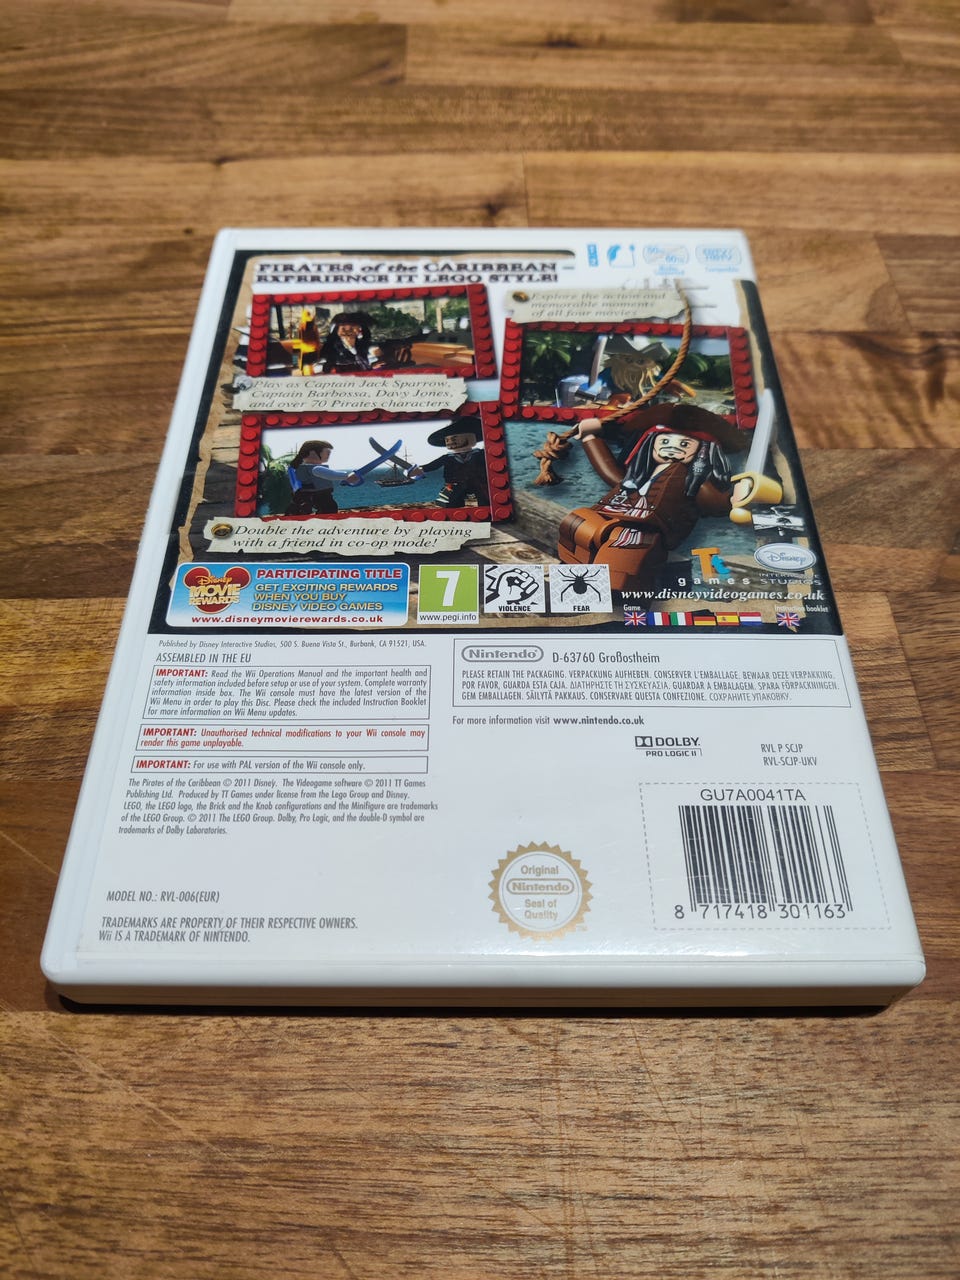 PIRATES of the CARIBBEAN –
EXPERIENCE IT LEGO STYLE!
Explore the action and
memorable moments
of all four movies
Play as Captain Jack Sparrow,
Captain Barbossa, Davy Jones,
and over 70 Pirates characters
Double the adventure by playing
with a friend in co-op mode!
Disney
MOVIE
REWARDS
PARTICIPATING TITLE
GET EXCITING REWARDS
WHEN YOU BUY
DISNEY VIDEO GAMES
www.disneymovierewards.co.uk
7
www.pegi.info
VIOLENCE
FEAR
Tt
games
Disney
INTERACTIVE
STUDIOS
www.disneyvideogames.co.uk
Game
Instruction booklet
Published by Disney Interactive Studios, 500 S. Buena Vista St., Burbank, CA 91521, USA.
ASSEMBLED IN THE EU
IMPORTANT: Read the Wii Operations Manual and the important health and
safety information included before setup or use of your system. Complete warranty
information inside box. The Wii console must have the latest version of the
Wii Menu in order to play this Disc. Please check the included Instruction Booklet
for more information on Wii Menu updates.
IMPORTANT: Unauthorised technical modifications to your Wii console may
render this game unplayable.
IMPORTANT: For use with PAL version of the Wii console only.
The Pirates of the Caribbean © 2011 Disney. The Videogame software © 2011 TT Games
Publishing Ltd. Produced by TT Games under license from the Lego Group and Disney.
LEGO, the LEGO logo, the Brick and the Knob configurations and the Minifigure are trademarks
of the LEGO Group. © 2011 The LEGO Group. Dolby, Pro Logic, and the double-D symbol are
trademarks of Dolby Laboratories.
Nintendo D-63760 Großostheim
PLEASE RETAIN THE PACKAGING. VERPACKUNG AUFHEBEN. CONSERVER L'EMBALLAGE. BEWAAR DEZE VERPAKKING.
POR FAVOR, GUARDA ESTA CAJA. ΔΙΑΤΗΡΗΣΤΕ ΤΗ ΣΥΣΚΕΥΑΣΙΑ. GUARDAR A EMBALAGEM. SPARA FÖRPACKNINGEN.
GEM EMBALLAGEN. SÄILYTÄ PAKKAUS. CONSERVARE QUESTA CONFEZIONE. СОХРАНИТЕ УПАКОВКУ.
For more information visit www.nintendo.co.uk
DOLBY
PRO LOGIC II
RVL P SCJP
RVL-SCJP-UKV
GU7A0041TA
8 717418 301163
Original
Nintendo
Seal of
Quality
MODEL NO.: RVL-006(EUR)
TRADEMARKS ARE PROPERTY OF THEIR RESPECTIVE OWNERS.
Wii IS A TRADEMARK OF NINTENDO.